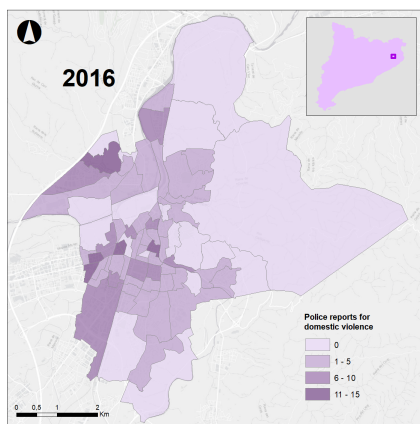 2016
Police reports for
domestic violence
0
1 - 5
6 - 10
11 - 15
0 0,5 1 2
Km